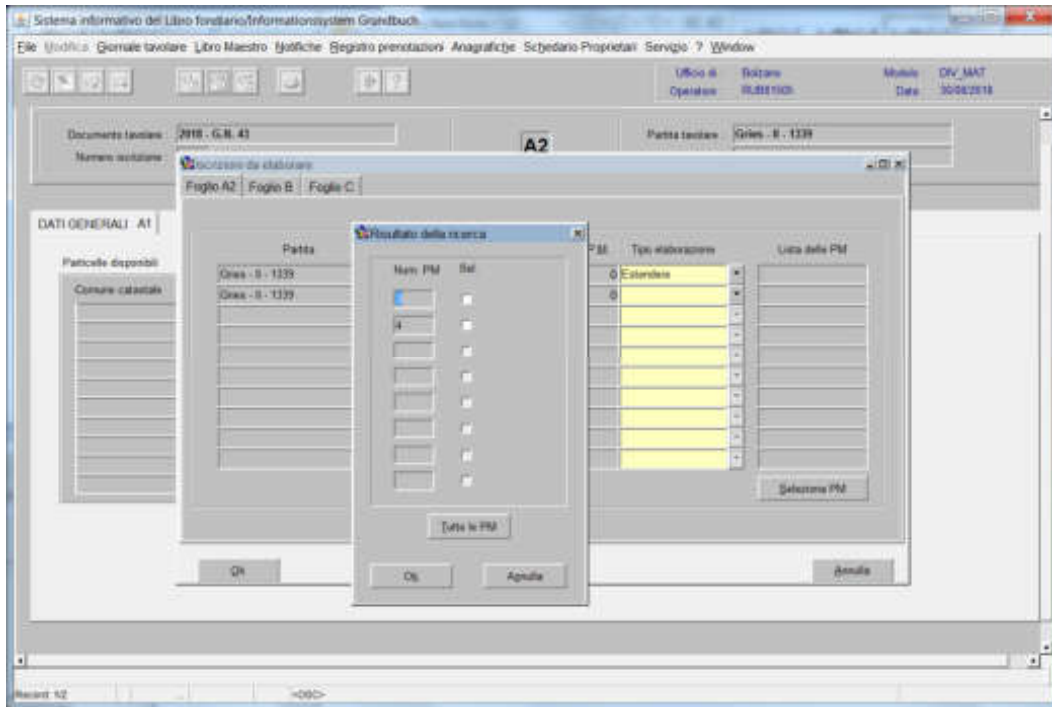 Sistema informativo del Libro fondiario/Informationssystem Grundbuch
File Modifica Giornale tavolare Libro Maestro Notifiche Registro prenotazioni Anagrafiche Schedario Proprietari Servizio ? Window
Ufficio di Bolzano Modulo DIV_MAT
Operatore Data 30/08/2018
Documento tavolare 2018 - G.N. 43 A2 Partita tavolare Gries - II - 1339
Numero iscrizione
Iscrizioni da elaborare
Foglio A2 Foglio B Foglio C
DATI GENERALI A1
Risultato della ricerca
Partita P.M. Tipo elaborazione Lista delle PM
Particelle disponibili
Num. PM Sel
Gries - II - 1339 0 Estendere
Comune catastale
Gries - II - 1339 0
4
Seleziona PM
Tutte le PM
Ok Annulla
Ok Annulla
Record: 1/2 ... <OSC>